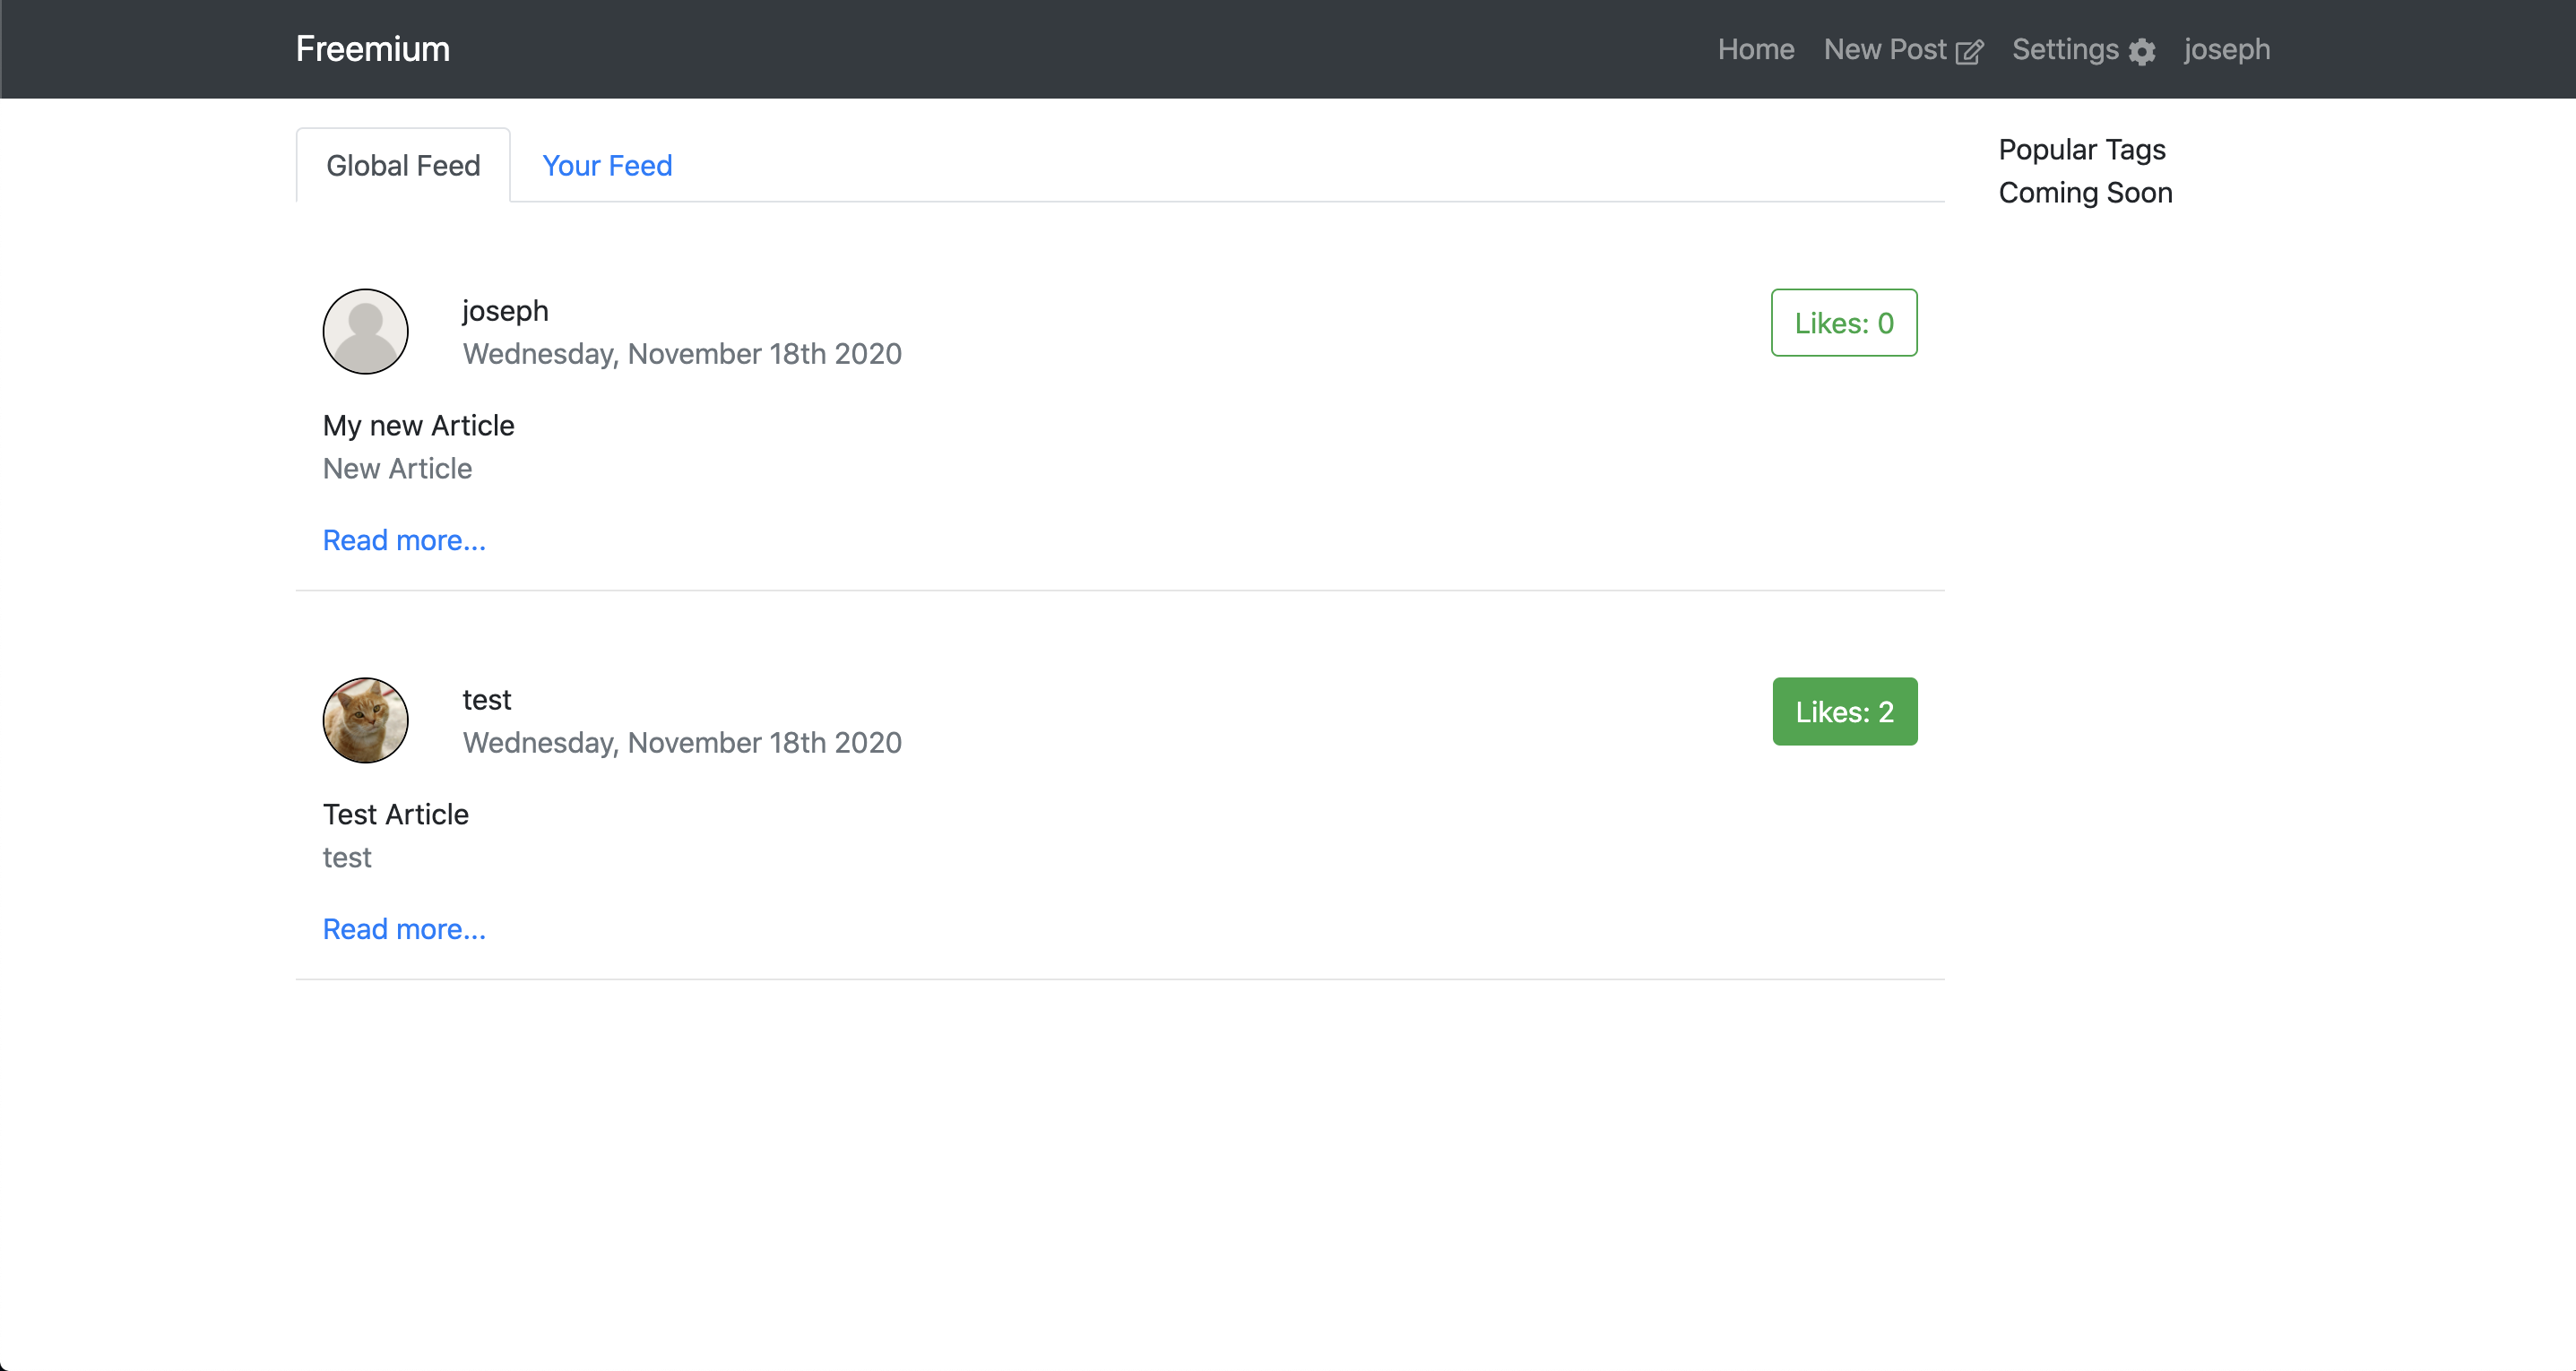 Freemium
Home New Post Settings joseph
Global Feed Your Feed
Popular Tags
Coming Soon
joseph
Wednesday, November 18th 2020
Likes: 0
My new Article
New Article
Read more...
test
Wednesday, November 18th 2020
Likes: 2
Test Article
test
Read more...